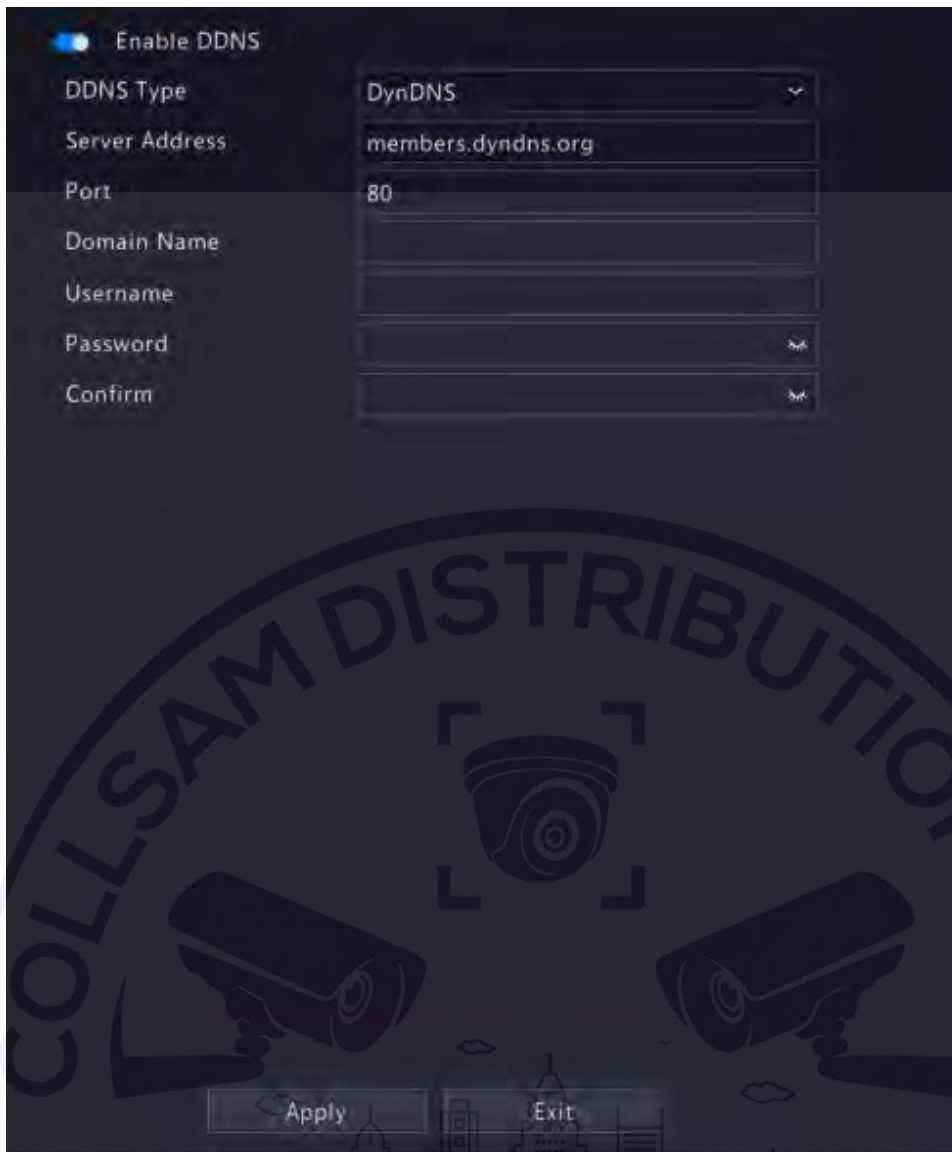 Enable DDNS
DDNS Type DynDNS
Server Address members.dyndns.org
Port 80
Domain Name
Username
Password
Confirm
COLLSAM DISTRIBUTION
Apply Exit